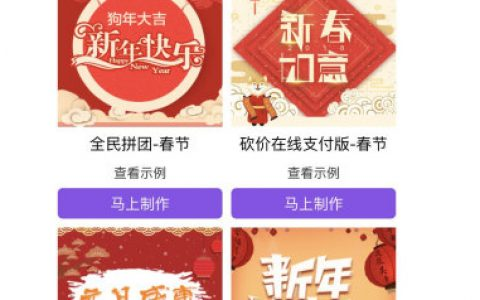 狗年大吉
新年快乐
Happy
New Year
新春
2018
如意
全民拼团-春节
砍价在线支付版-春节
查看示例
查看示例
马上制作
马上制作
新年